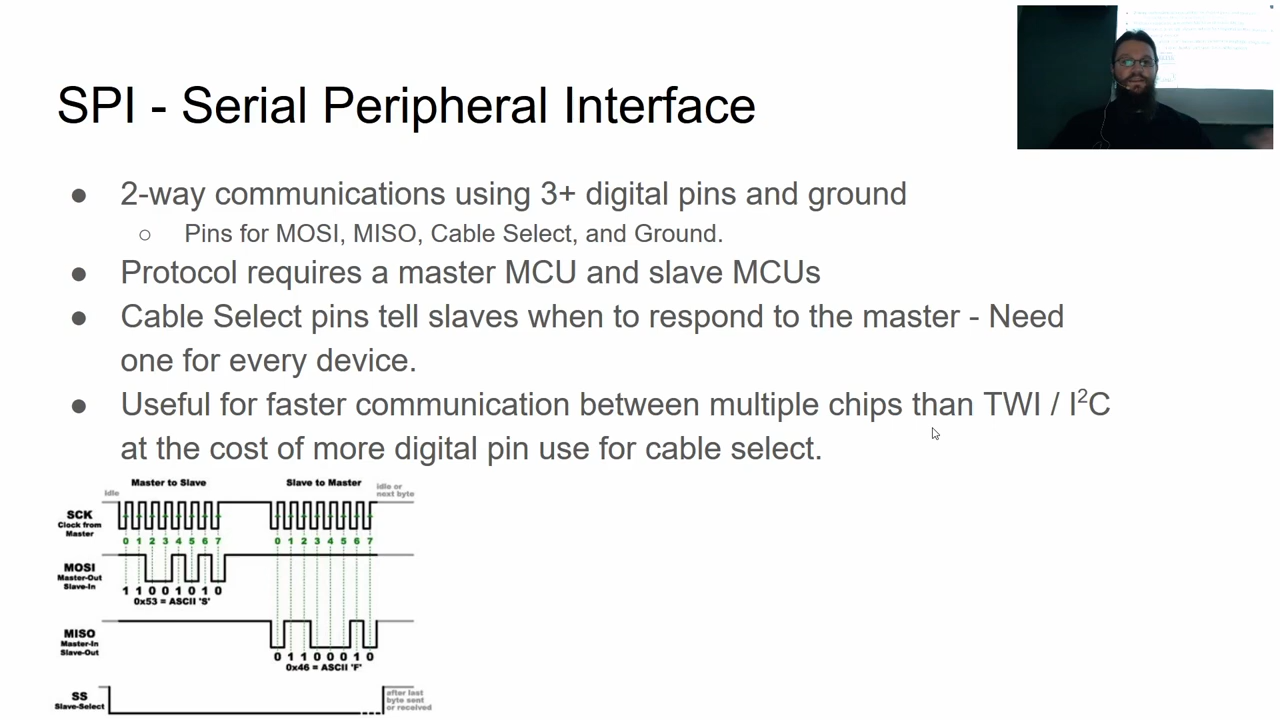 SPI - Serial Peripheral Interface
● 2-way communications using 3+ digital pins and ground
○ Pins for MOSI, MISO, Cable Select, and Ground.
● Protocol requires a master MCU and slave MCUs
● Cable Select pins tell slaves when to respond to the master - Need
one for every device.
● Useful for faster communication between multiple chips than TWI / I²C
at the cost of more digital pin use for cable select.
Master to Slave
Slave to Master
Idle
idle or
next byte
SCK
Clock from
Master
0 1 2 3 4 5 6 7
0 1 2 3 4 5 6 7
MOSI
Master-Out
Slave-In
1 1 0 0 1 0 1 0
0x53 = ASCII 'S'
MISO
Master-In
Slave-Out
0 1 1 0 0 0 1 0
0x46 = ASCII 'F'
SS
Slave-Select
after last
byte sent
or received